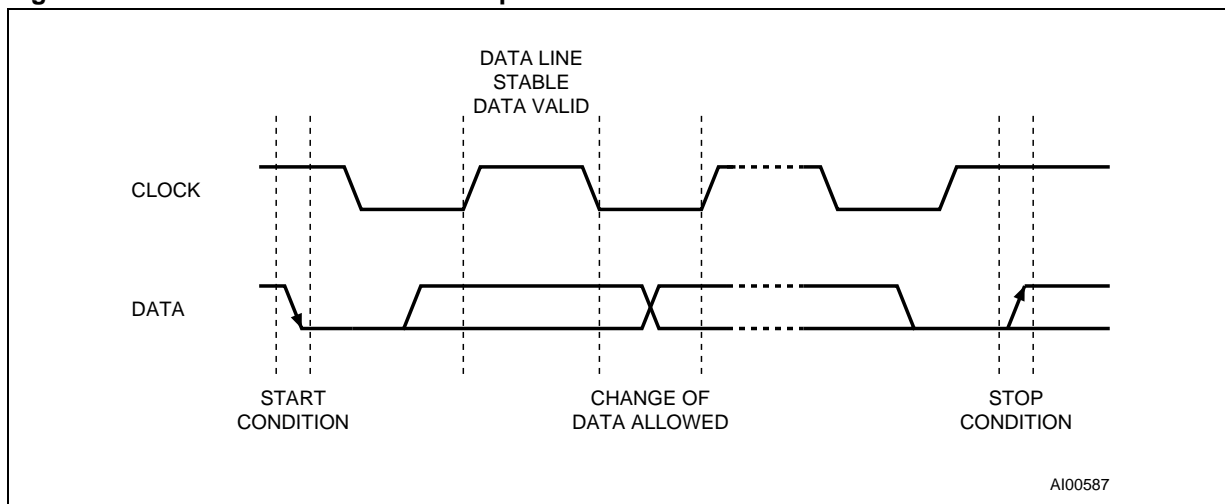 DATA LINE
STABLE
DATA VALID
CLOCK
DATA
START
CONDITION
CHANGE OF
DATA ALLOWED
STOP
CONDITION
AI00587